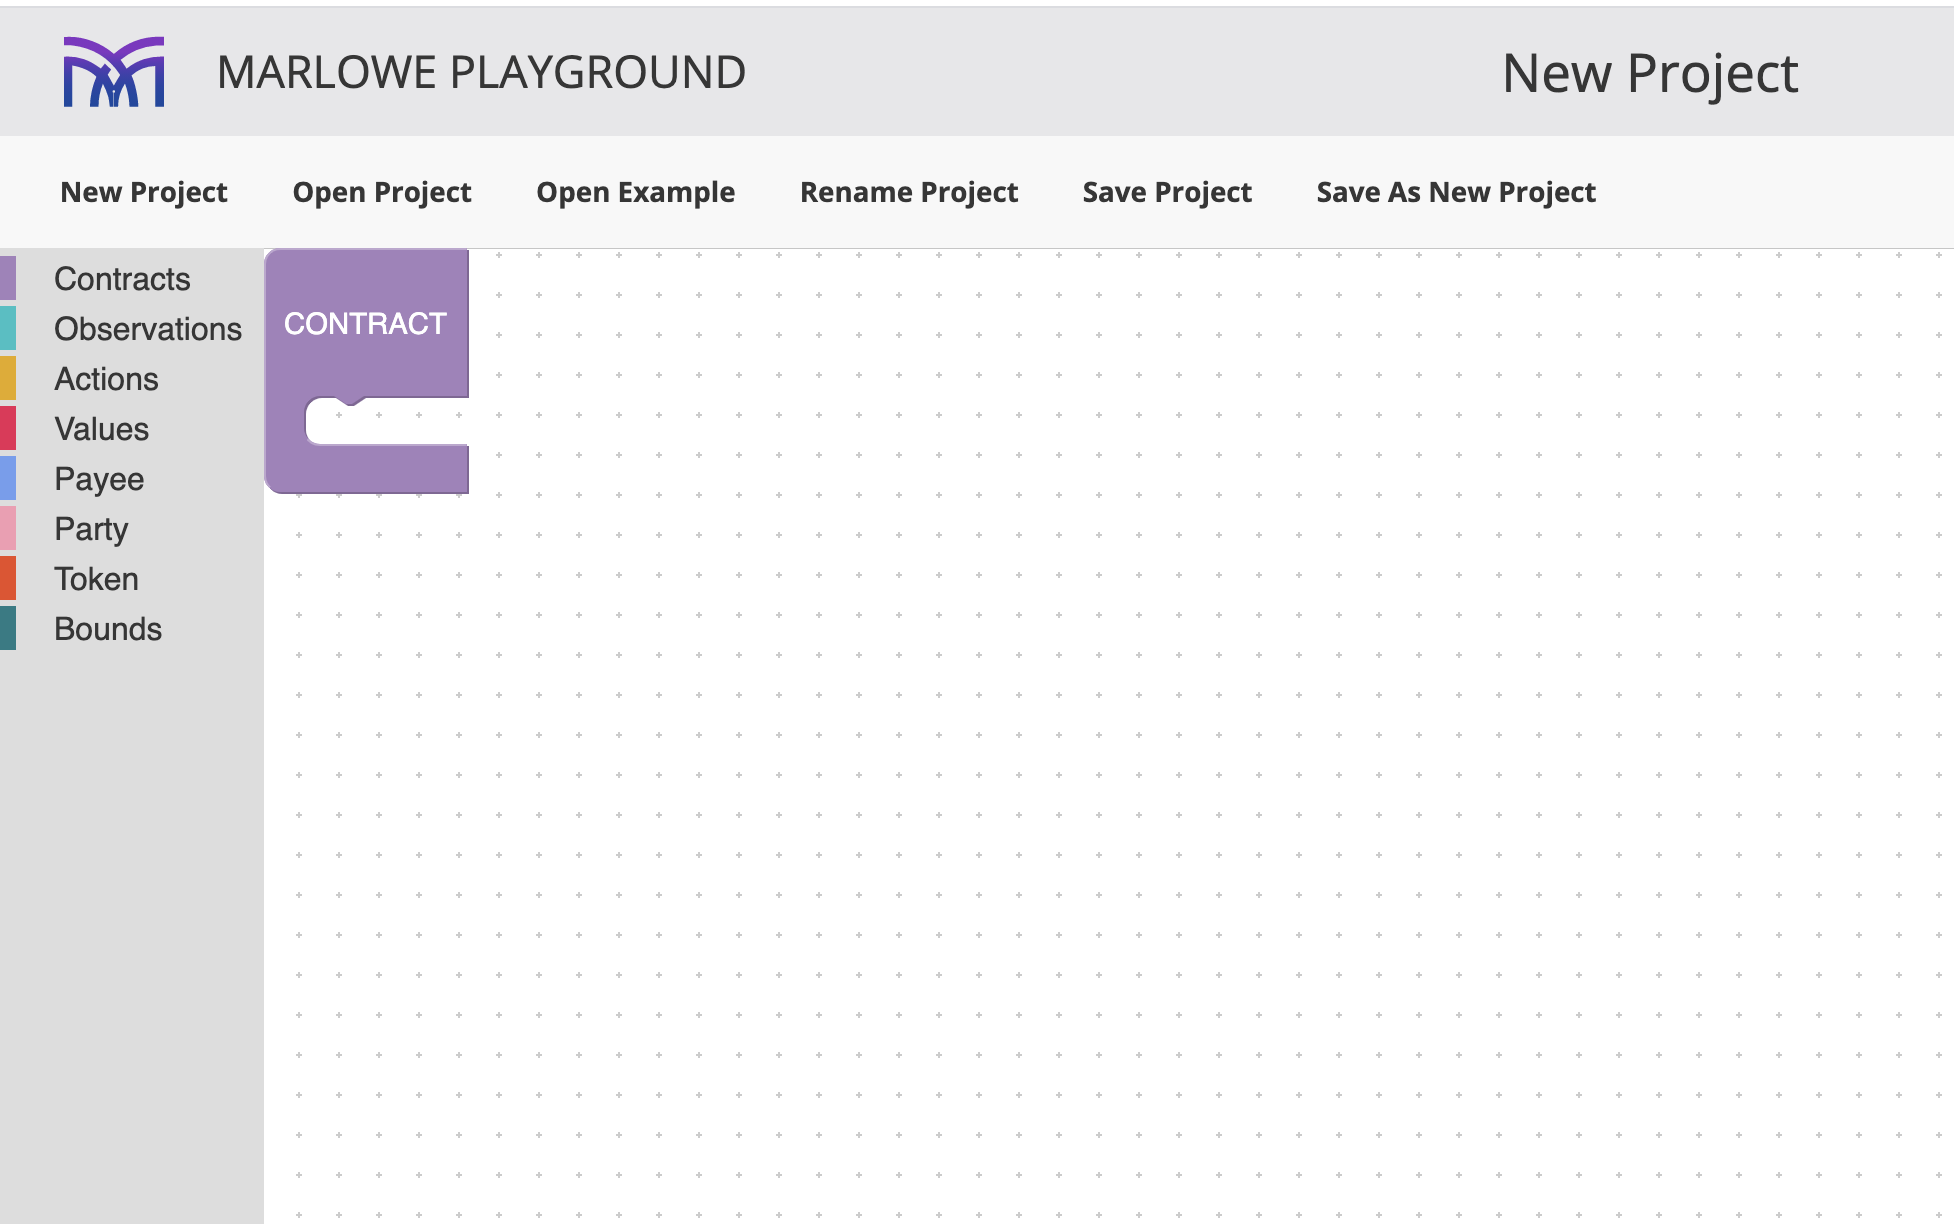 MARLOWE PLAYGROUND
New Project
New Project
Open Project
Open Example
Rename Project
Save Project
Save As New Project
Contracts
Observations
Actions
Values
Payee
Party
Token
Bounds
CONTRACT